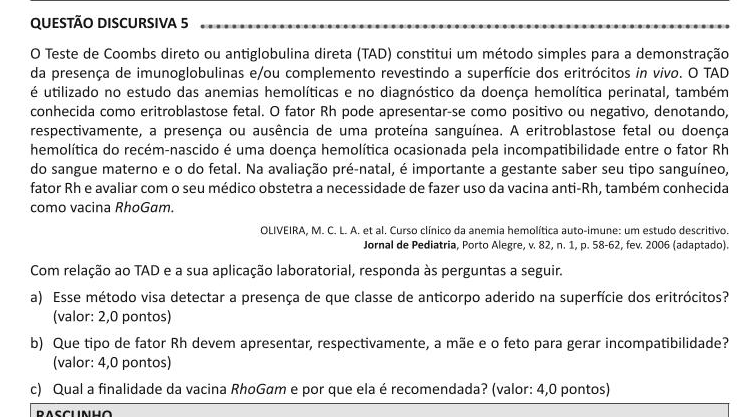 QUESTÃO DISCURSIVA 5
O Teste de Coombs direto ou antiglobulina direta (TAD) constitui um método simples para a demonstração
da presença de imunoglobulinas e/ou complemento revestindo a superfície dos eritrócitos in vivo. O TAD
é utilizado no estudo das anemias hemolíticas e no diagnóstico da doença hemolítica perinatal, também
conhecida como eritroblastose fetal. O fator Rh pode apresentar-se como positivo ou negativo, denotando,
respectivamente, a presença ou ausência de uma proteína sanguínea. A eritroblastose fetal ou doença
hemolítica do recém-nascido é uma doença hemolítica ocasionada pela incompatibilidade entre o fator Rh
do sangue materno e o do fetal. Na avaliação pré-natal, é importante a gestante saber seu tipo sanguíneo,
fator Rh e avaliar com o seu médico obstetra a necessidade de fazer uso da vacina anti-Rh, também conhecida
como vacina RhoGam.
OLIVEIRA, M. C. L. A. et al. Curso clínico da anemia hemolítica auto-imune: um estudo descritivo.
Jornal de Pediatria, Porto Alegre, v. 82, n. 1, p. 58-62, fev. 2006 (adaptado).
Com relação ao TAD e a sua aplicação laboratorial, responda às perguntas a seguir.
a) Esse método visa detectar a presença de que classe de anticorpo aderido na superfície dos eritrócitos?
(valor: 2,0 pontos)
b) Que tipo de fator Rh devem apresentar, respectivamente, a mãe e o feto para gerar incompatibilidade?
(valor: 4,0 pontos)
c) Qual a finalidade da vacina RhoGam e por que ela é recomendada? (valor: 4,0 pontos)
RASCUNHO